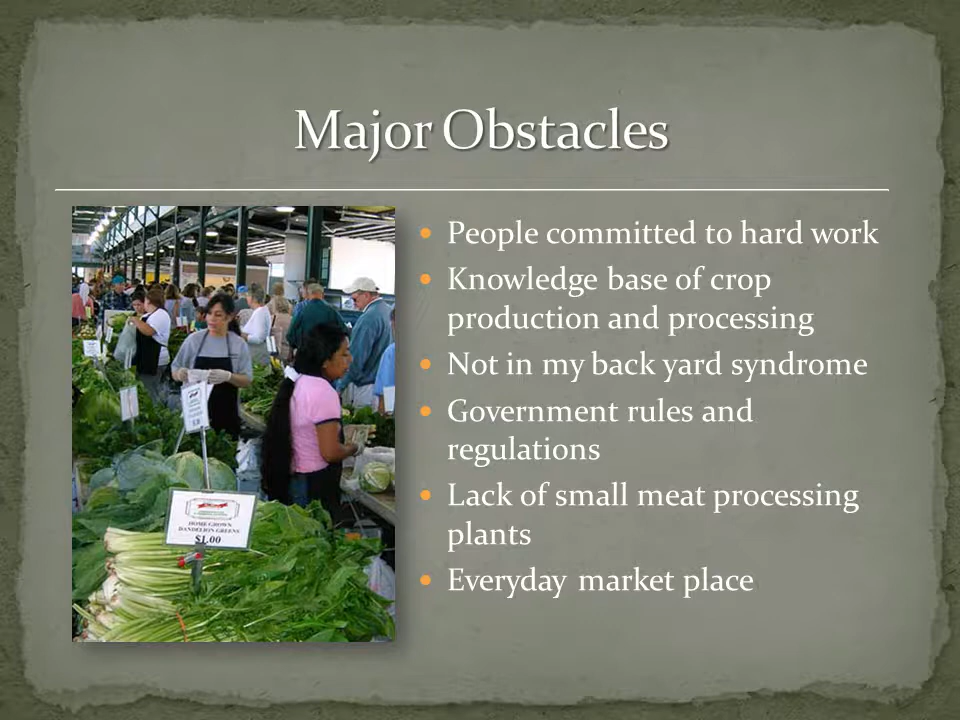 Major Obstacles
People committed to hard work
Knowledge base of crop
production and processing
Not in my back yard syndrome
Government rules and
regulations
Lack of small meat processing
plants
Everyday market place
HOME GROWN
DANDELION GREENS
$1.00